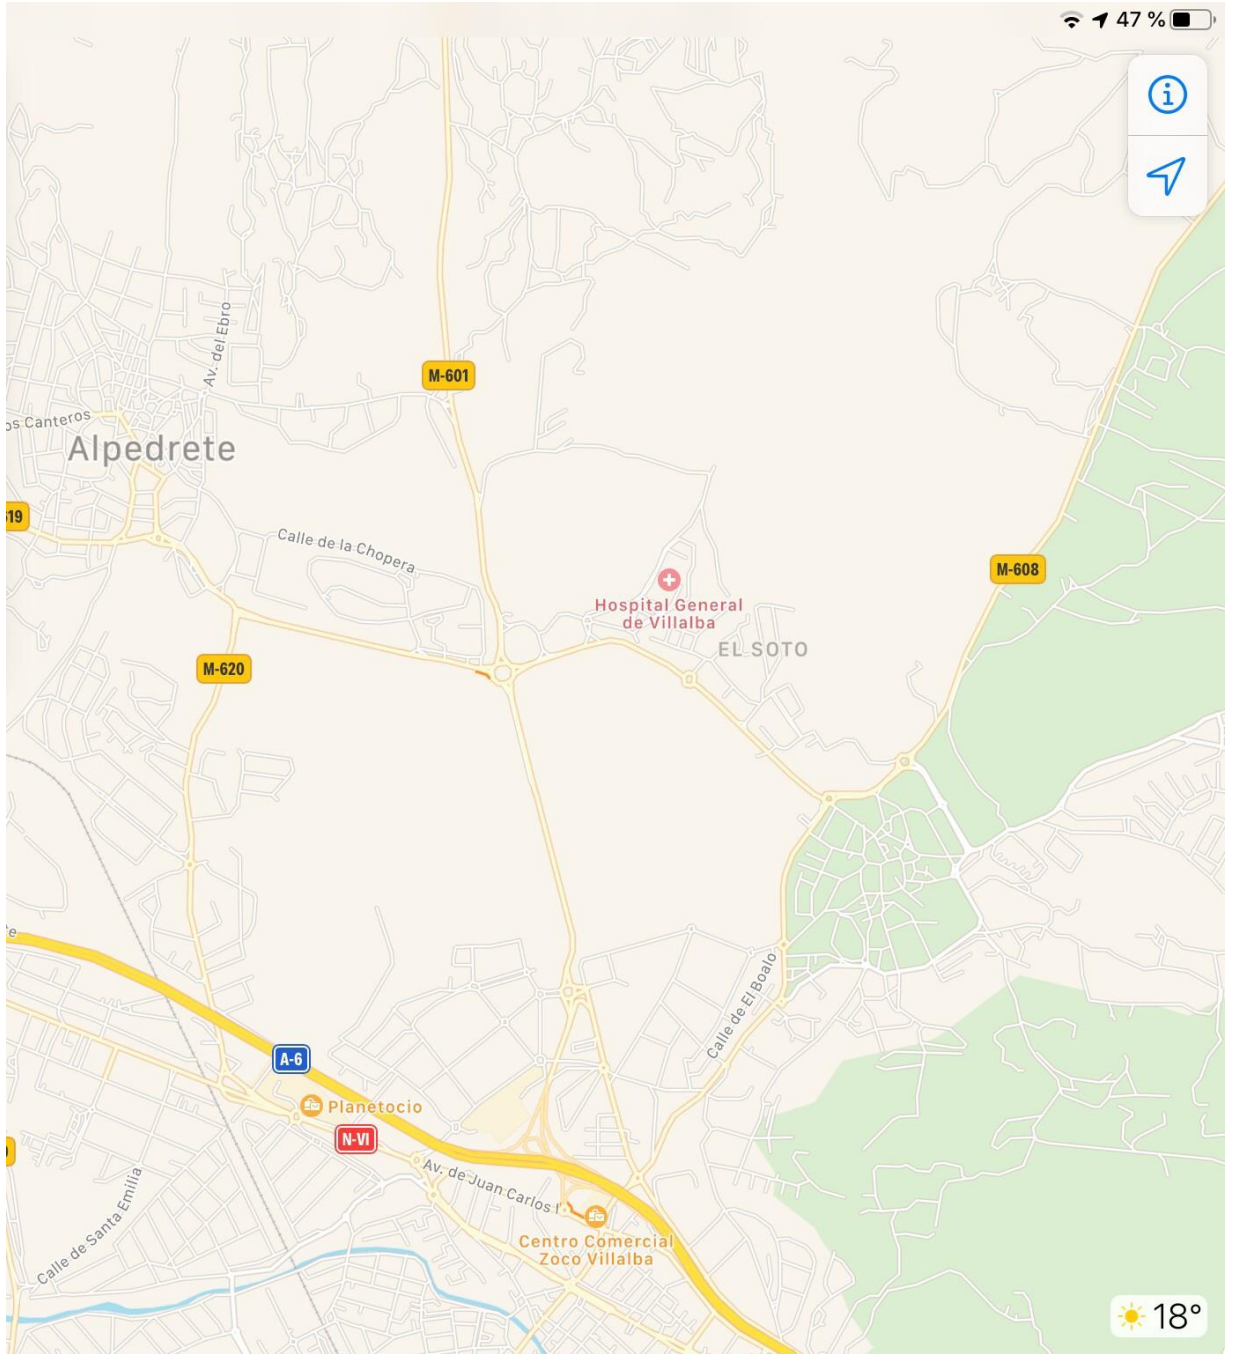 47 %
Av. del Ebro
M-601
os Canteros
Alpedrete
19
Calle de la Chopera
M-608
Hospital General
de Villalba
EL SOTO
M-620
Calle de El Boalo
A-6
Planetocio
N-VI
Av. de Juan Carlos I
Calle de Santa Emilia
Centro Comercial
Zoco Villalba
18°